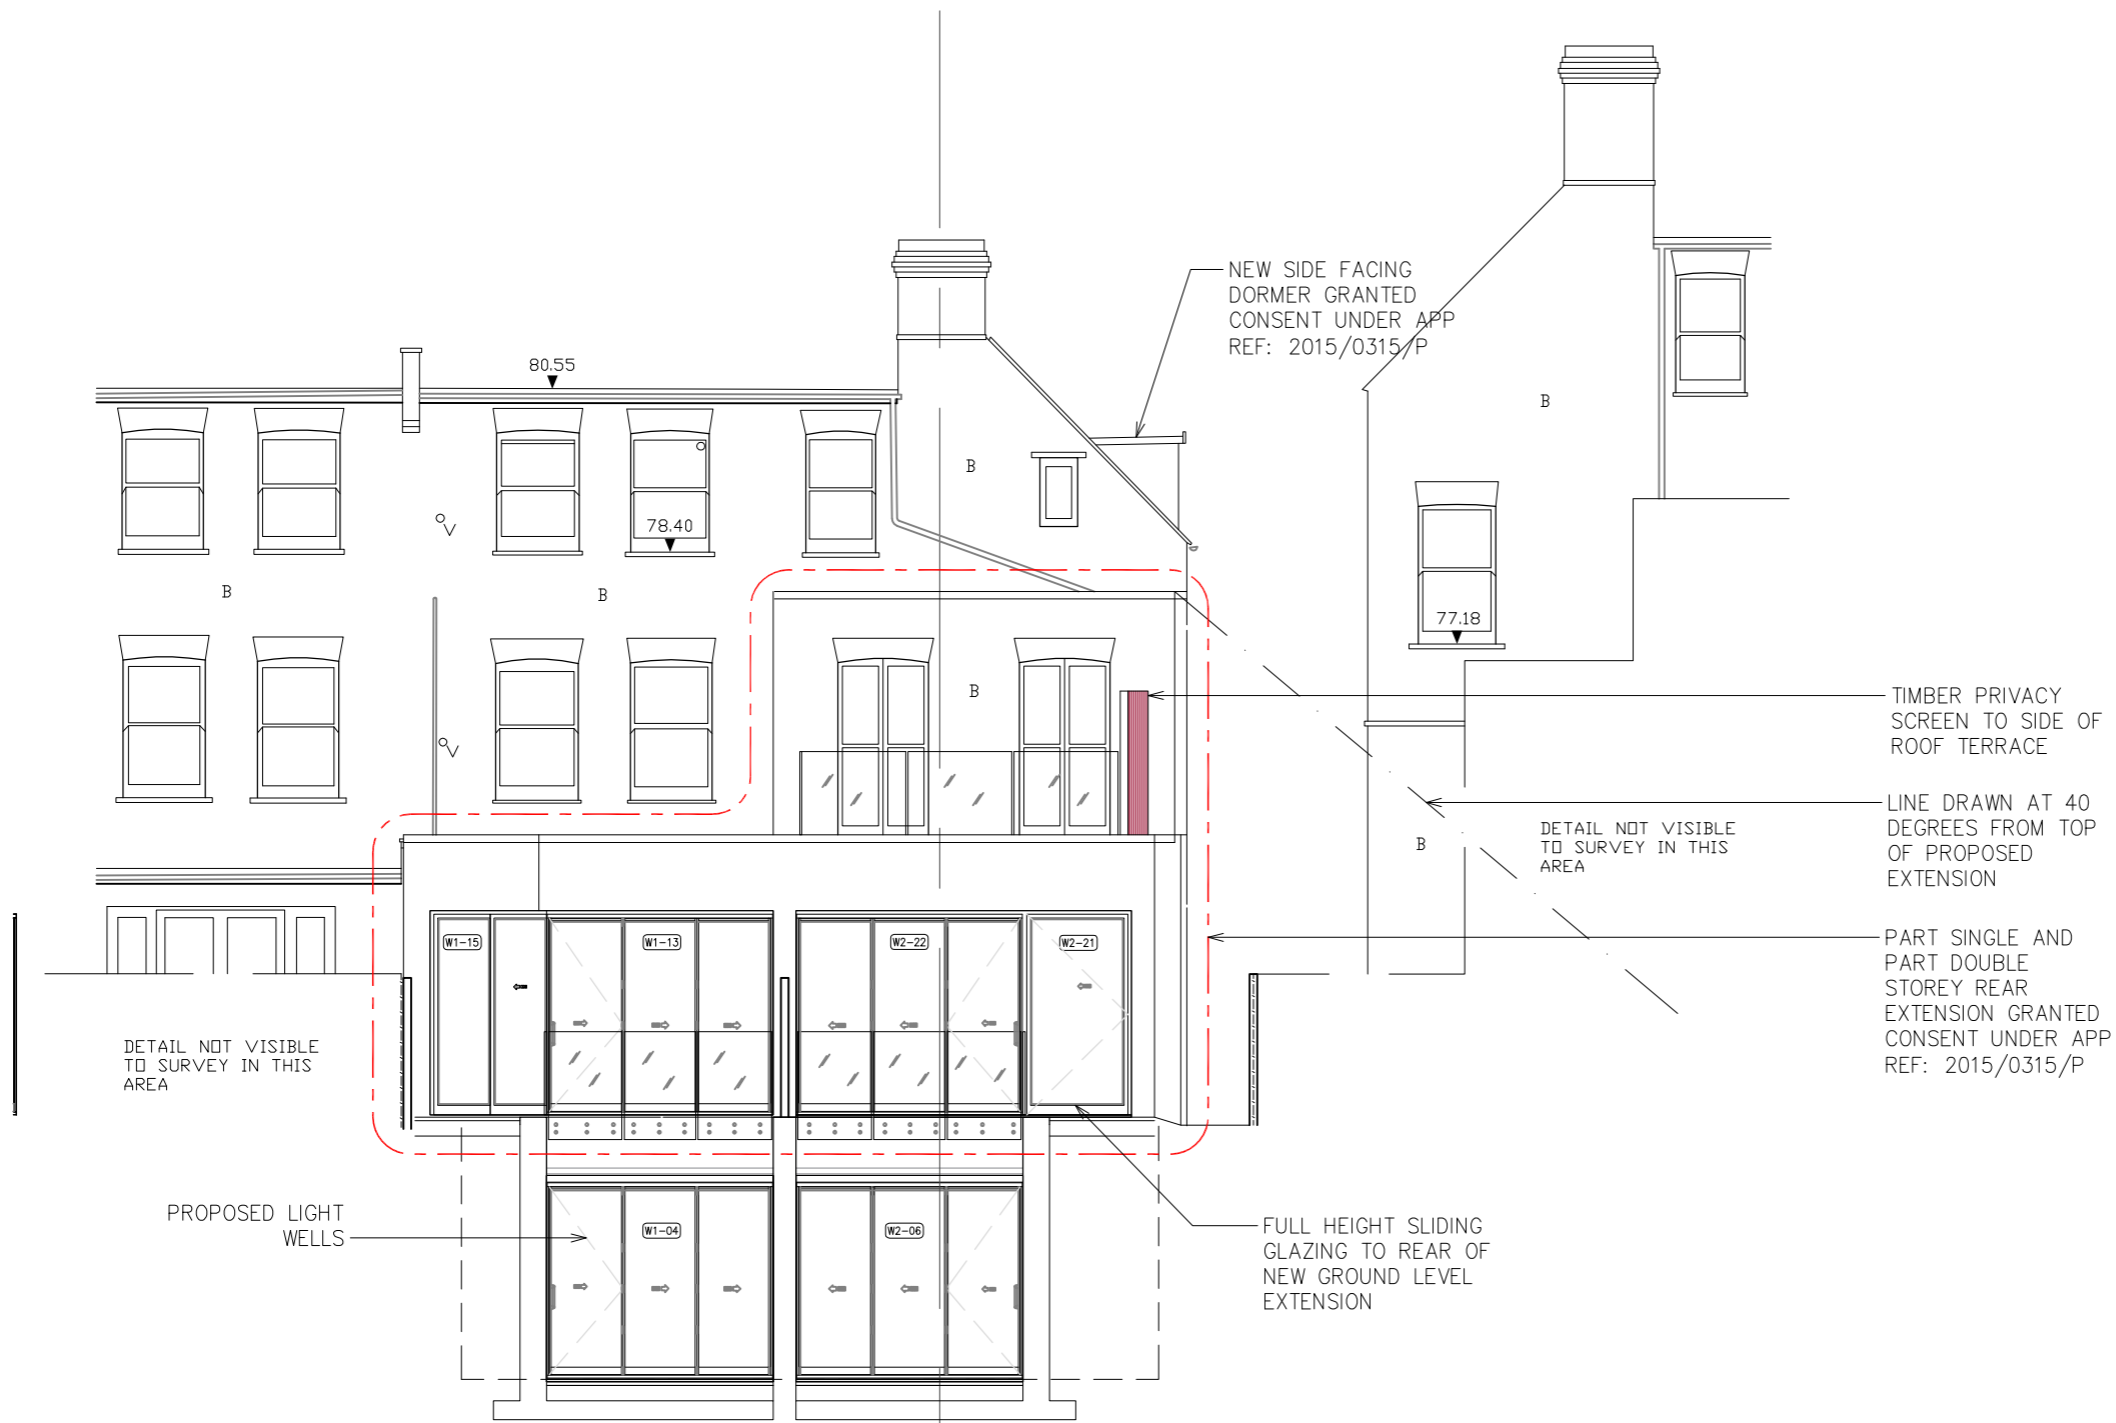 NEW SIDE FACING
DORMER GRANTED
CONSENT UNDER APP
REF: 2015/0315/P
80.55
B
B
78.40
B
B
77.18
B
TIMBER PRIVACY
SCREEN TO SIDE OF
ROOF TERRACE
LINE DRAWN AT 40
DEGREES FROM TOP
OF PROPOSED
EXTENSION
DETAIL NOT VISIBLE
TO SURVEY IN THIS
AREA
B
B
PART SINGLE AND
PART DOUBLE
STOREY REAR
EXTENSION GRANTED
CONSENT UNDER APP
REF: 2015/0315/P
W1-15
W1-13
W2-22
W2-21
DETAIL NOT VISIBLE
TO SURVEY IN THIS
AREA
PROPOSED LIGHT
WELLS
W1-04
W2-06
FULL HEIGHT SLIDING
GLAZING TO REAR OF
NEW GROUND LEVEL
EXTENSION